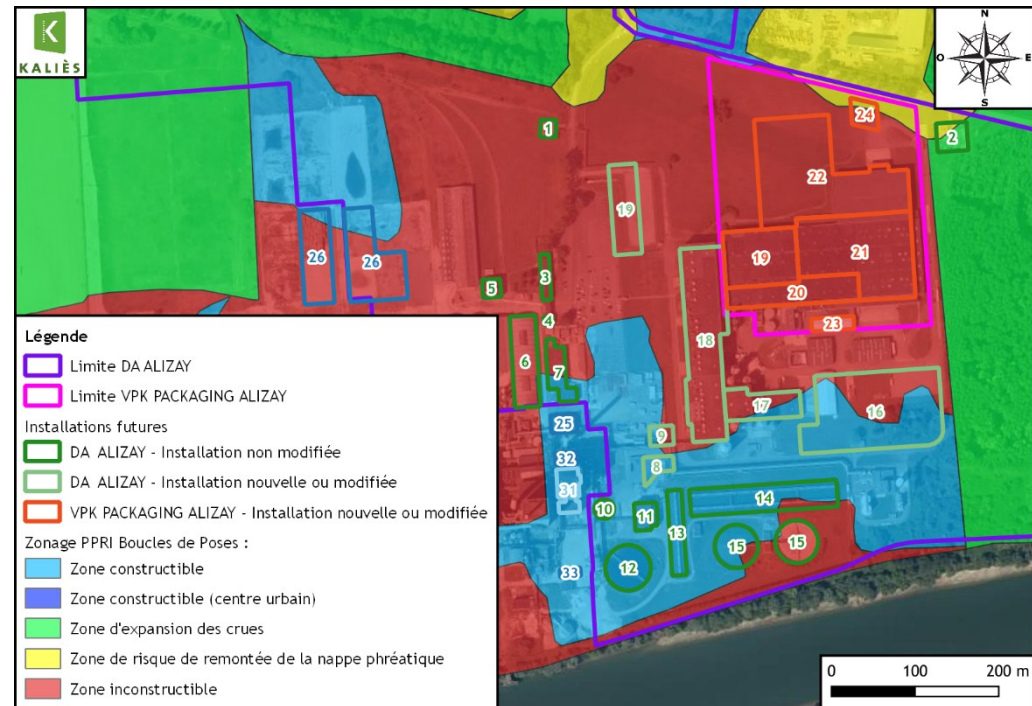 K
KALIÈS
N
O
E
S
1
2
24
22
19
19
21
20
23
26
26
3
5
4
18
6
7
16
17
25
9
32
8
31
10
11
13
14
15
15
12
33
Légende
Limite DA ALIZAY
Limite VPK PACKAGING ALIZAY
Installations futures
DA ALIZAY - Installation non modifiée
DA ALIZAY - Installation nouvelle ou modifiée
VPK PACKAGING ALIZAY - Installation nouvelle ou modifiée
Zonage PPRI Boucles de Poses :
Zone constructible
Zone constructible (centre urbain)
Zone d'expansion des crues
Zone de risque de remontée de la nappe phréatique
Zone inconstructible
0 100 200 m